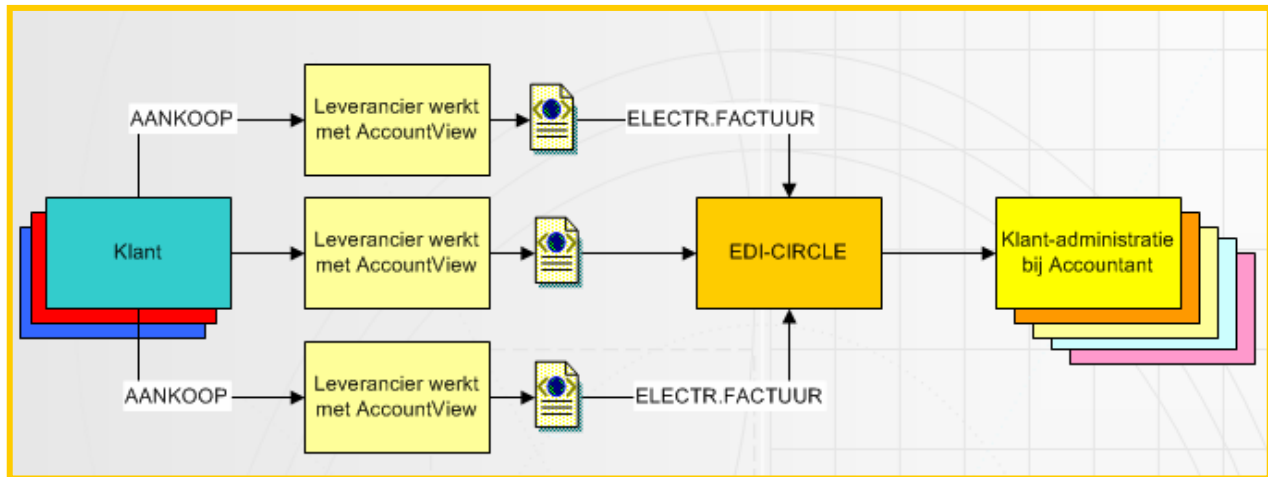 AANKOOP
Leverancier werkt
met AccountView
ELECTR.FACTUUR
Klant
Leverancier werkt
met AccountView
EDI-CIRCLE
Klant-administratie
bij Accountant
AANKOOP
Leverancier werkt
met AccountView
ELECTR.FACTUUR